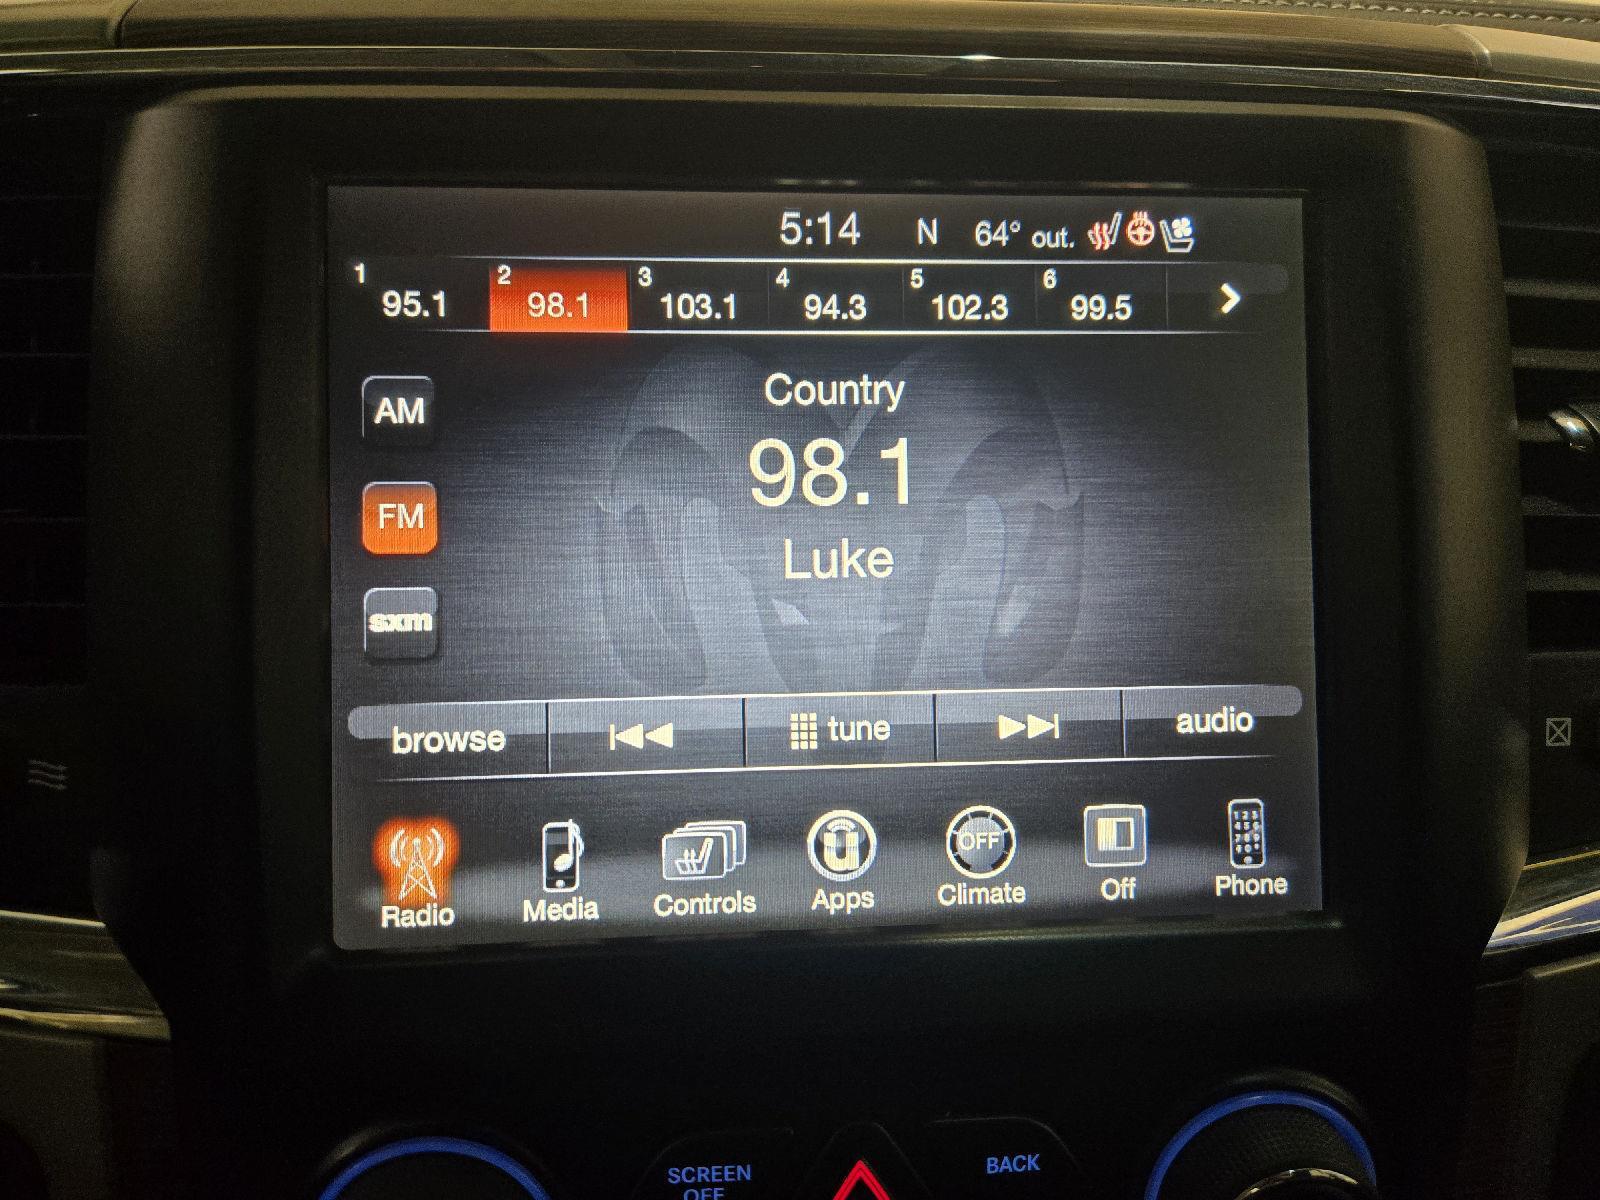 5:14 N 64° out.
1 2 3 4 5 6
95.1 98.1 103.1 94.3 102.3 99.5
Country
AM
98.1
FM
Luke
sxm
browse tune audio
OFF
Radio Media Controls Apps Climate Off Phone
SCREEN BACK
OFF